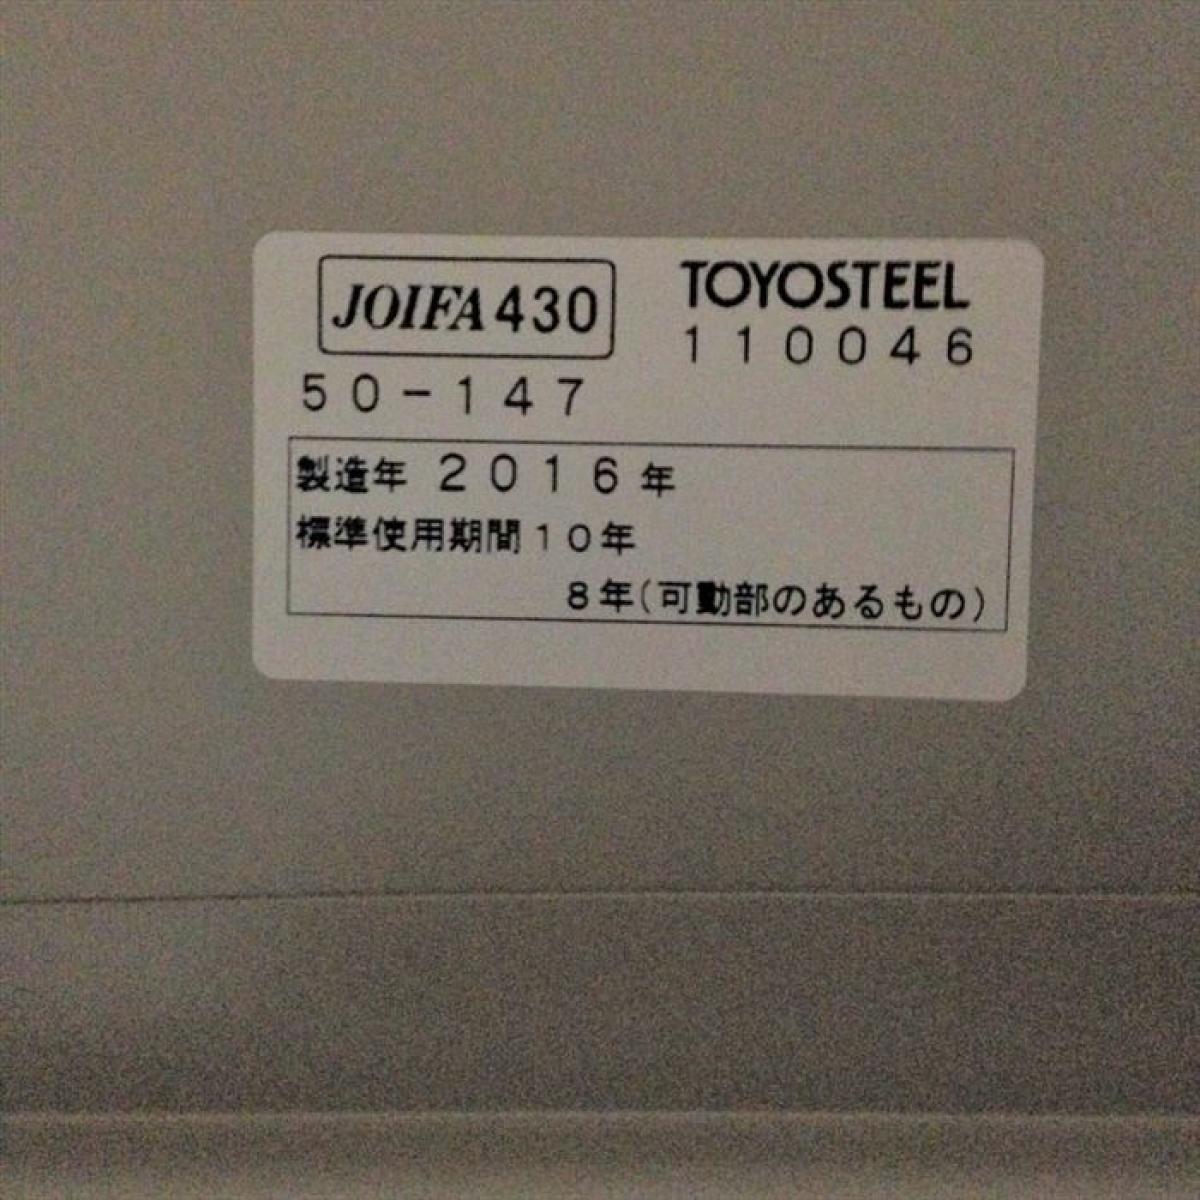 JOIFA430
TOYOSTEEL
110046
50-147
製造年 2016年
標準使用期間10年
8年(可動部のあるもの)